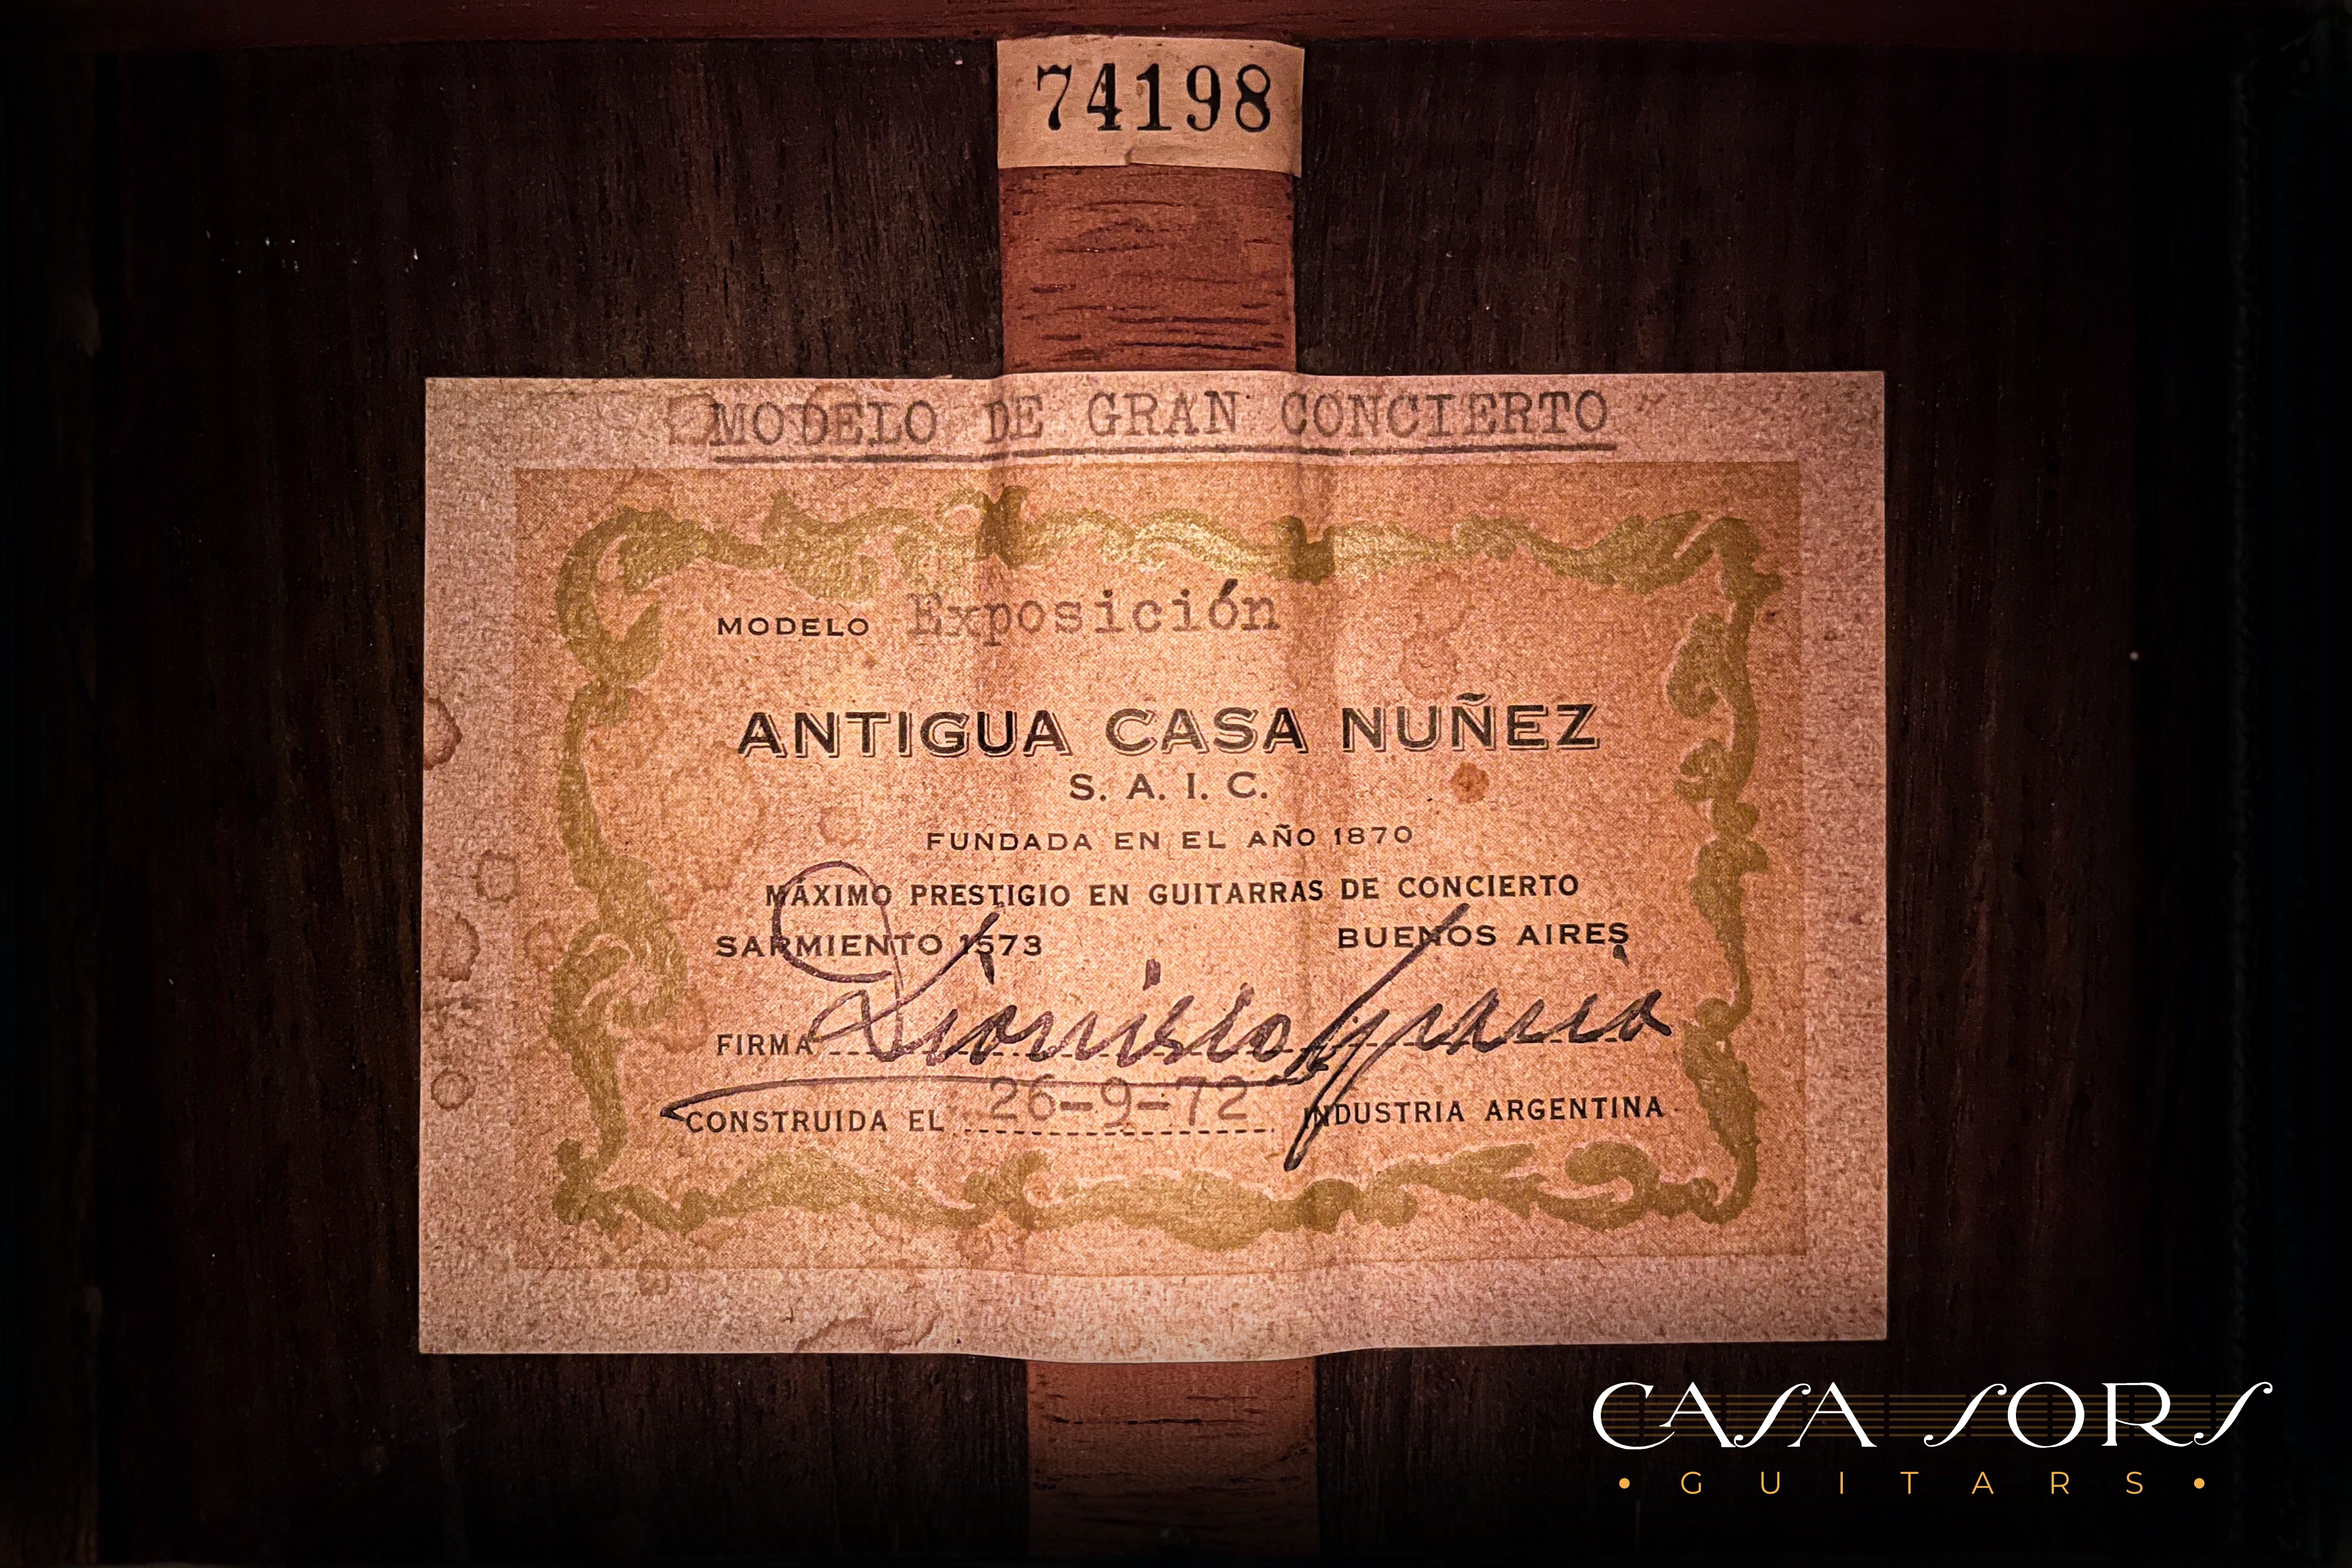 74198
MODELO DE GRAN CONCIERTO
MODELO Exposición
ANTIGUA CASA NUÑEZ
S. A. I. C.
FUNDADA EN EL AÑO 1870
MÁXIMO PRESTIGIO EN GUITARRAS DE CONCIERTO
SARMIENTO 1573 BUENOS AIRES
FIRMA Dionisio Gracia
CONSTRUIDA EL 26-9-72 INDUSTRIA ARGENTINA
CASA SORS
• GUITARS •